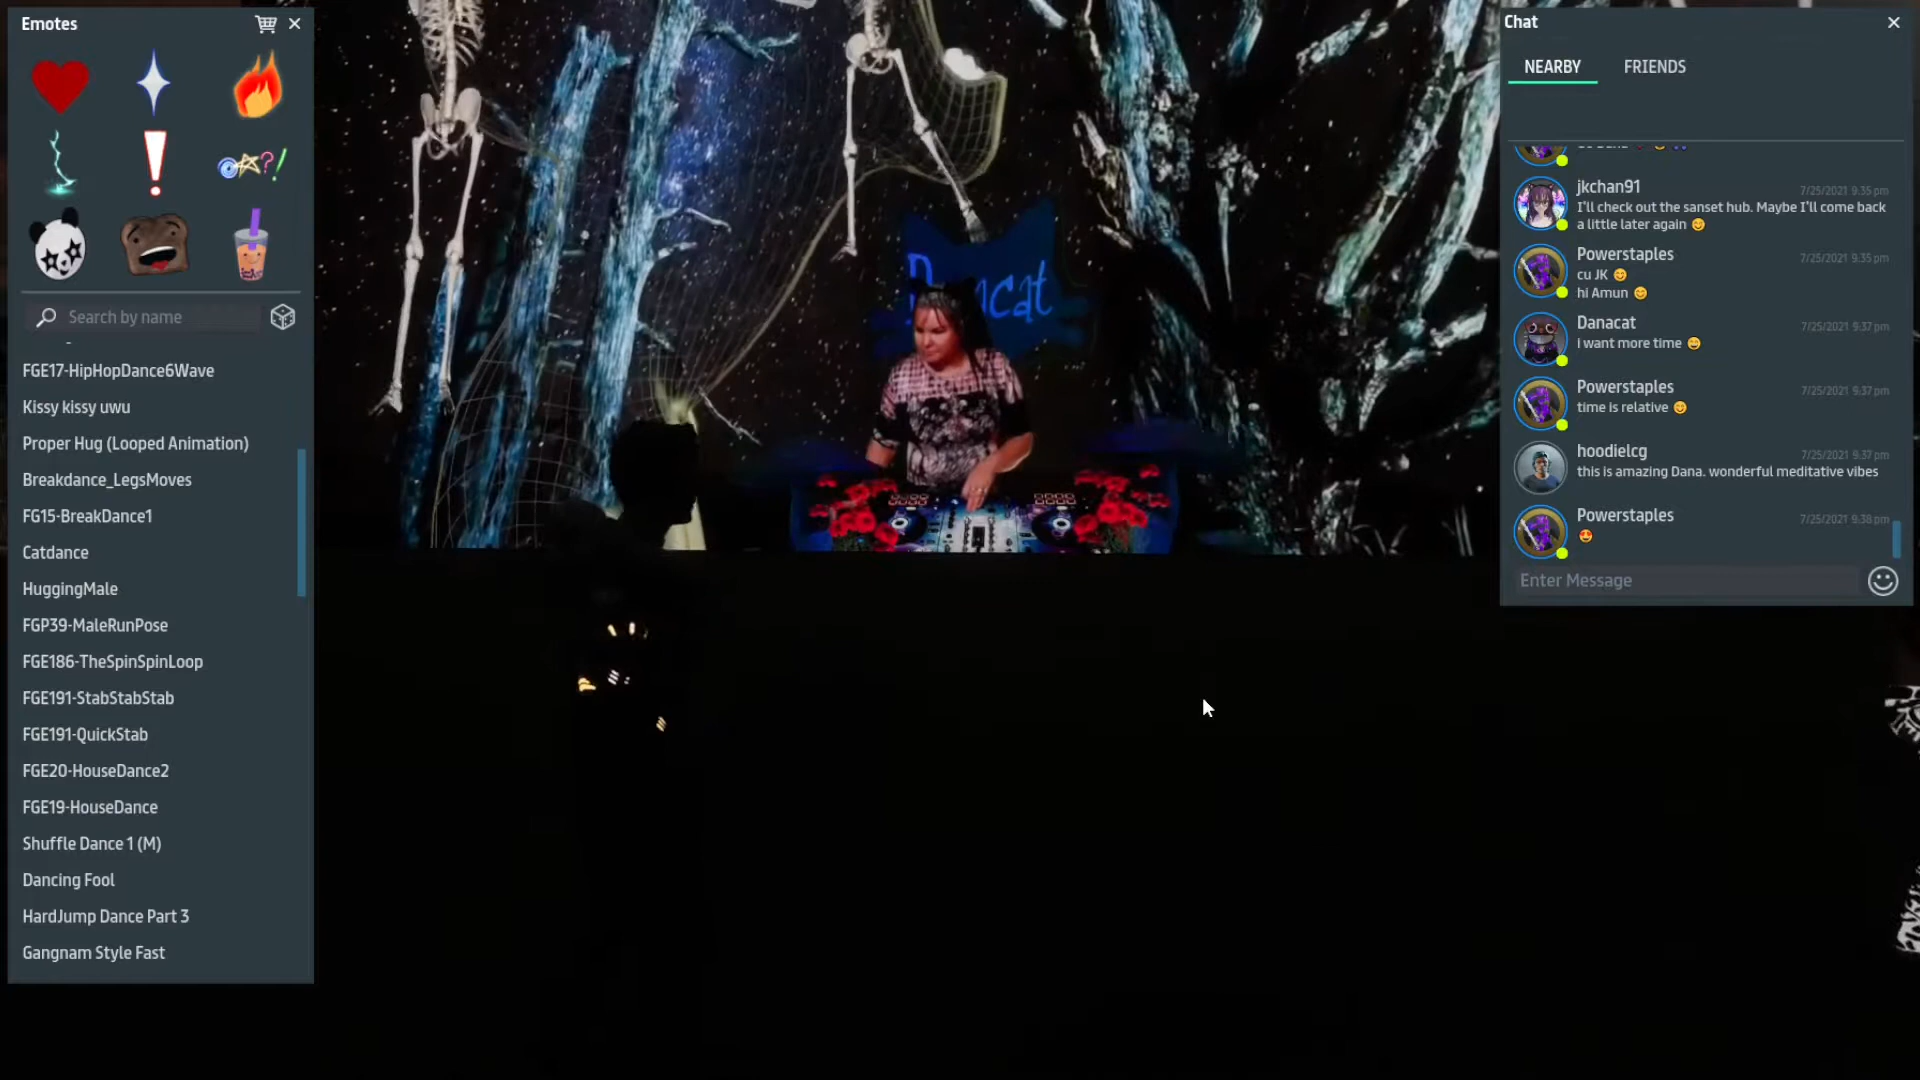 Emotes
Search by name
FGE17-HipHopDance6Wave
Kissy kissy uwu
Proper Hug (Looped Animation)
Breakdance_LegsMoves
FG15-BreakDance1
Catdance
HuggingMale
FGP39-MaleRunPose
FGE186-TheSpinSpinLoop
FGE191-StabStabStab
FGE191-QuickStab
FGE20-HouseDance2
FGE19-HouseDance
Shuffle Dance 1 (M)
Dancing Fool
HardJump Dance Part 3
Gangnam Style Fast
Chat
NEARBY FRIENDS
jkchan91 7/25/2021 9.35 pm
I'll check out the sanset hub. Maybe I'll come back
a little later again 😊
Powerstaples 7/25/2021 9.35 pm
cu JK 😊
hi Amun 😊
Danacat 7/25/2021 9.37 pm
i want more time 😄
Powerstaples 7/25/2021 9.37 pm
time is relative 😊
hoodielcg 7/25/2021 9.37 pm
this is amazing Dana. wonderful meditative vibes
Powerstaples 7/25/2021 9.38 pm
😍
Enter Message